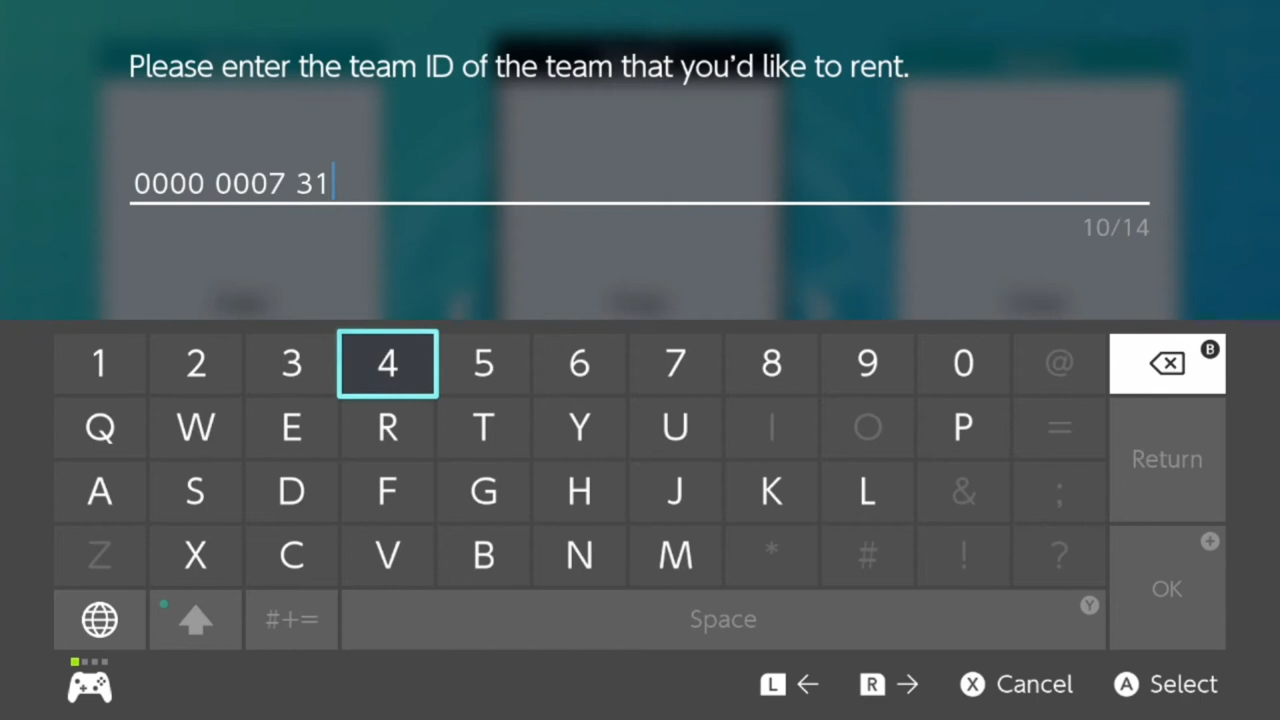 Please enter the team ID of the team that you’d like to rent.
0000 0007 31
10/14
1 2 3 4 5 6 7 8 9 0 @ B
Q W E R T Y U I O P =
A S D F G H J K L & ; Return
Z X C V B N M * # ! ? + OK
#+= Space Y
L ← R → X Cancel A Select